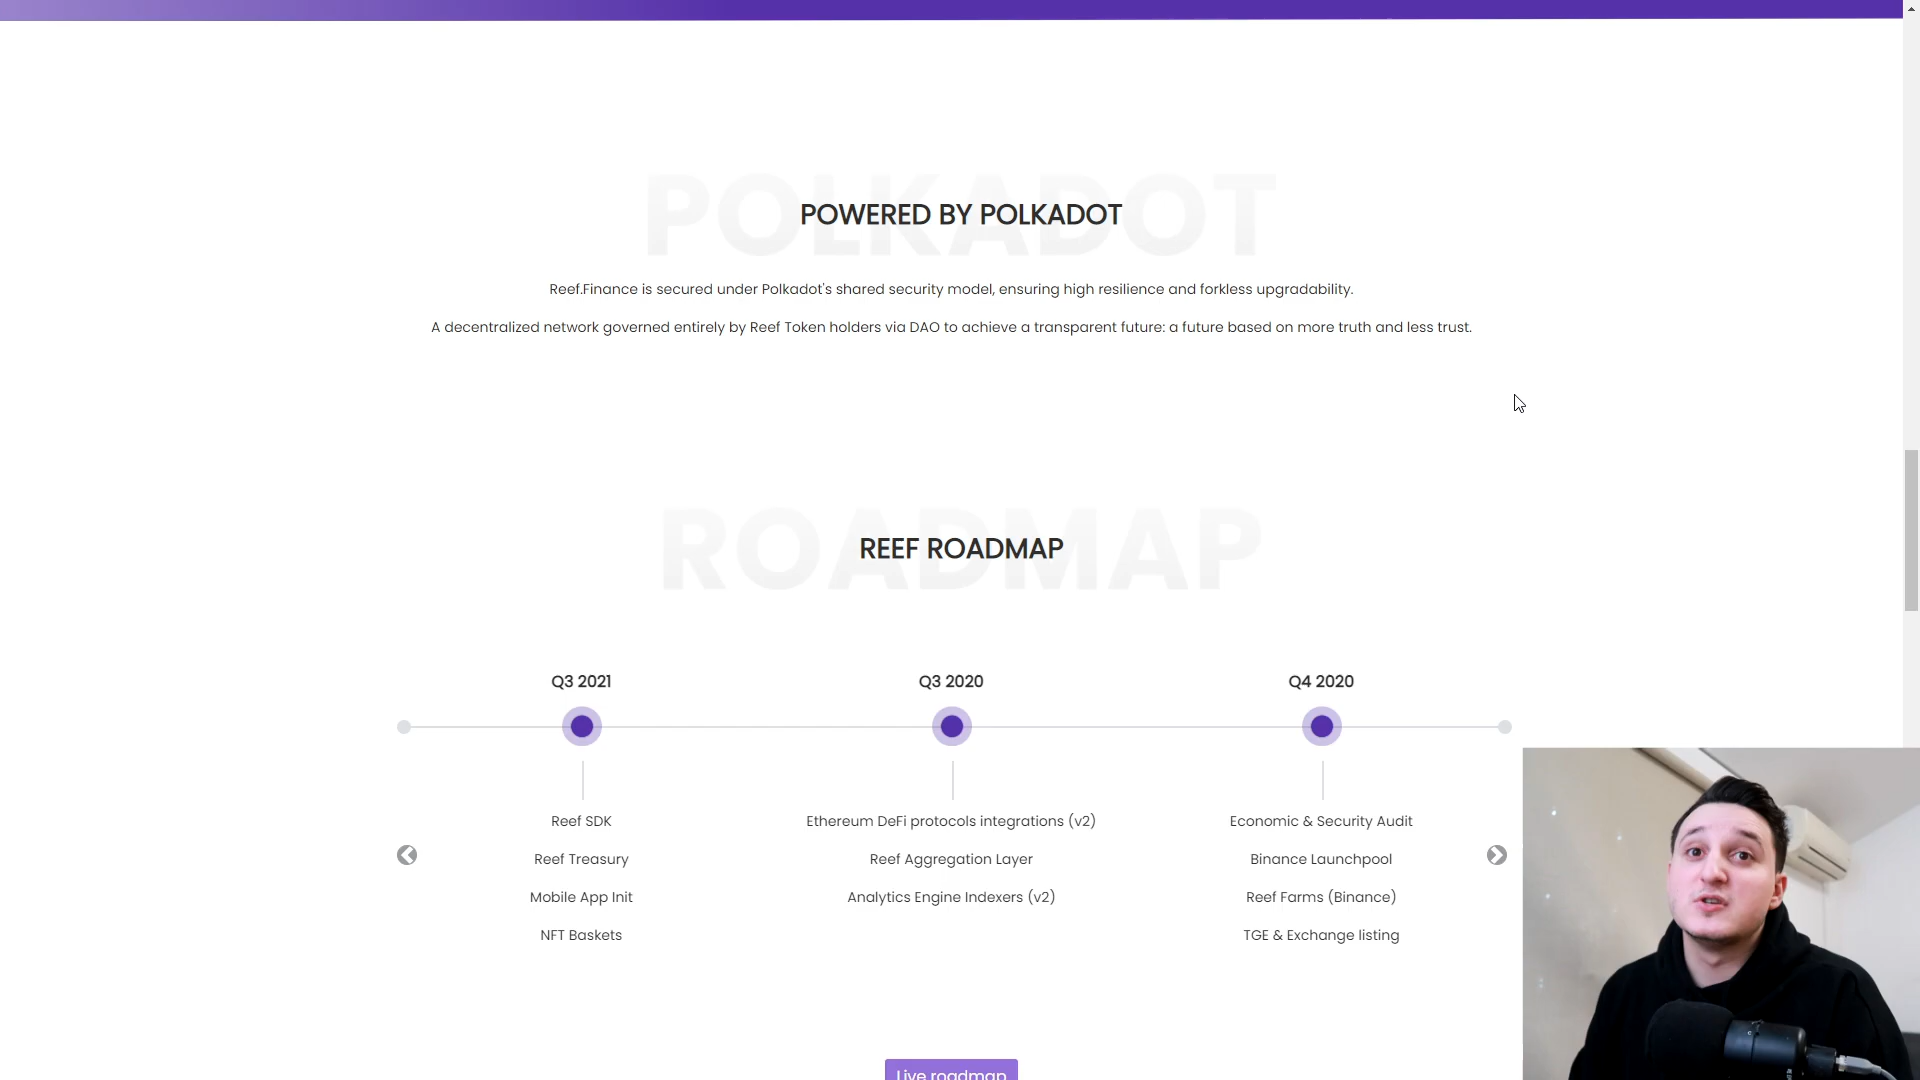 POLKADOT
POWERED BY POLKADOT
Reef.Finance is secured under Polkadot's shared security model, ensuring high resilience and forkless upgradability.
A decentralized network governed entirely by Reef Token holders via DAO to achieve a transparent future: a future based on more truth and less trust.
ROADMAP
REEF ROADMAP
Q3 2021
Reef SDK
Reef Treasury
Mobile App Init
NFT Baskets
Q3 2020
Ethereum DeFi protocols integrations (v2)
Reef Aggregation Layer
Analytics Engine Indexers (v2)
Q4 2020
Economic & Security Audit
Binance Launchpool
Reef Farms (Binance)
TGE & Exchange listing
Live roadmap